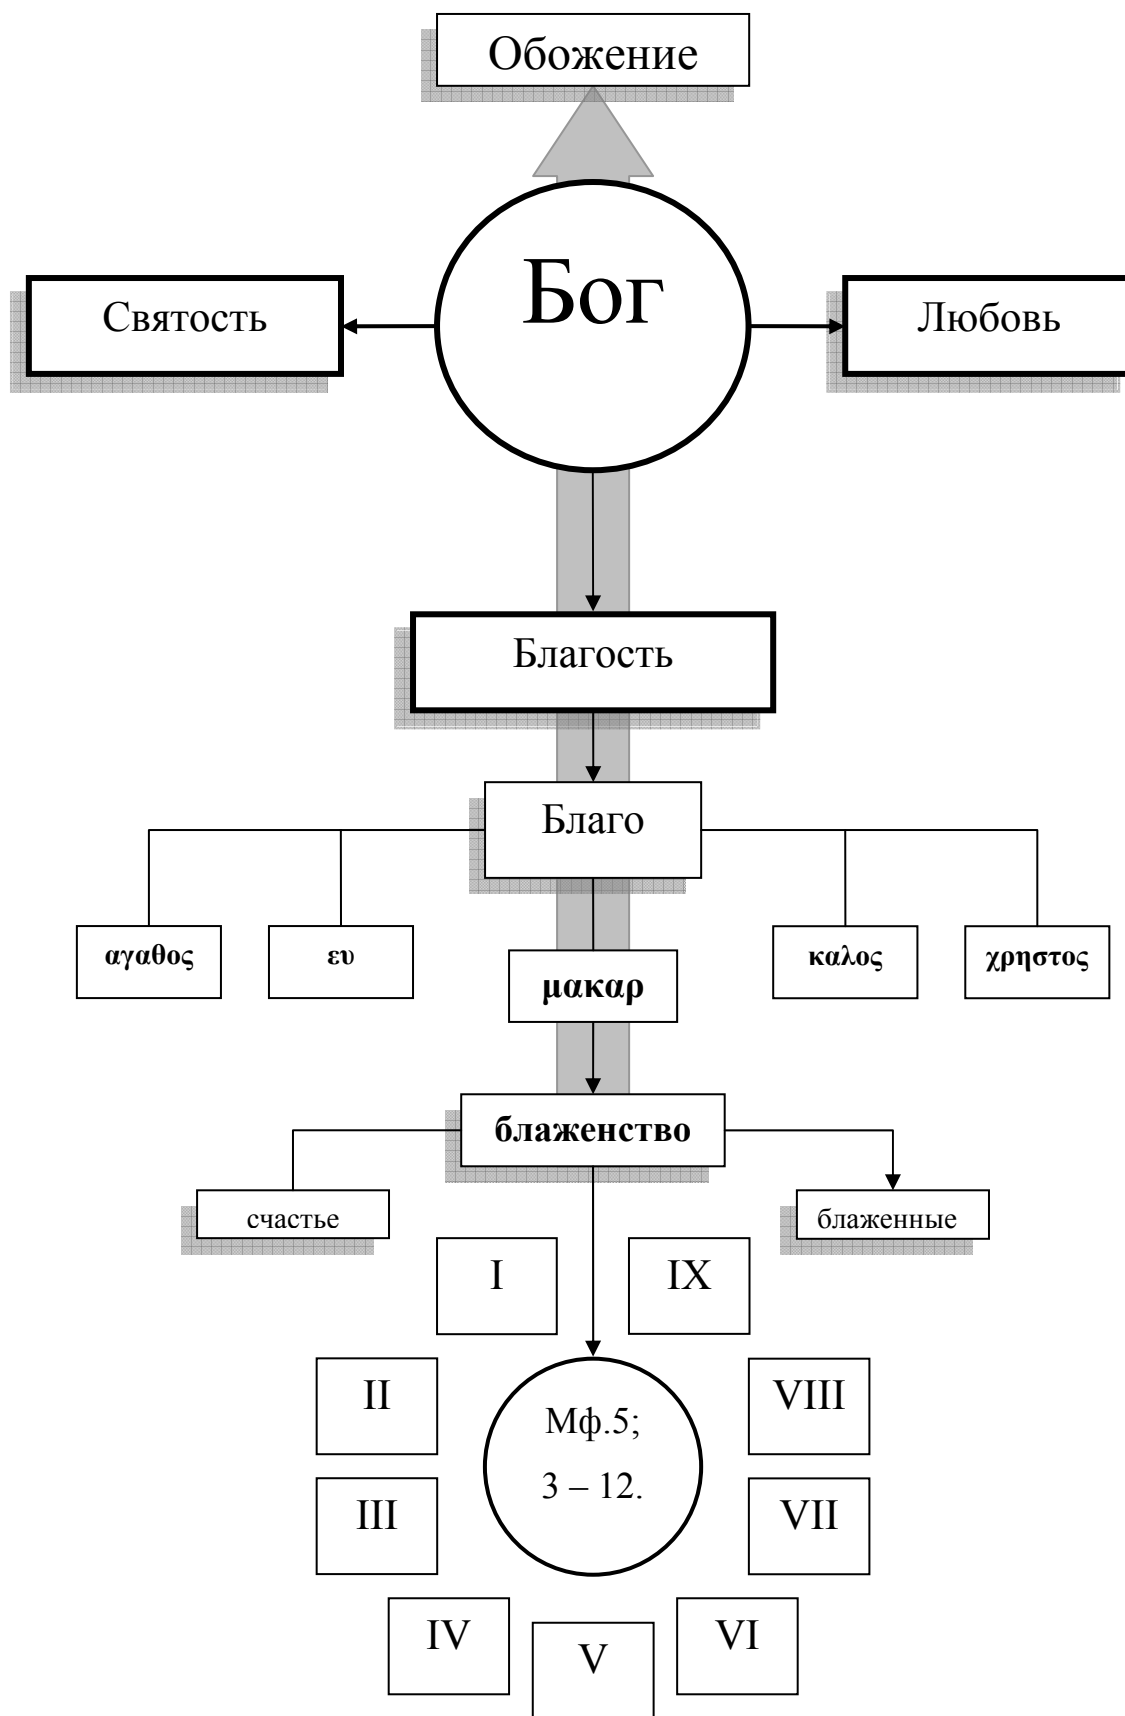 Обожение
Бог
Святость
Любовь
Благость
Благо
αγαθος
ευ
μακαρ
καλος
χρηστος
блаженство
счастье
блаженные
I
IX
II
VIII
Мф.5;
3 – 12.
III
VII
IV
V
VI